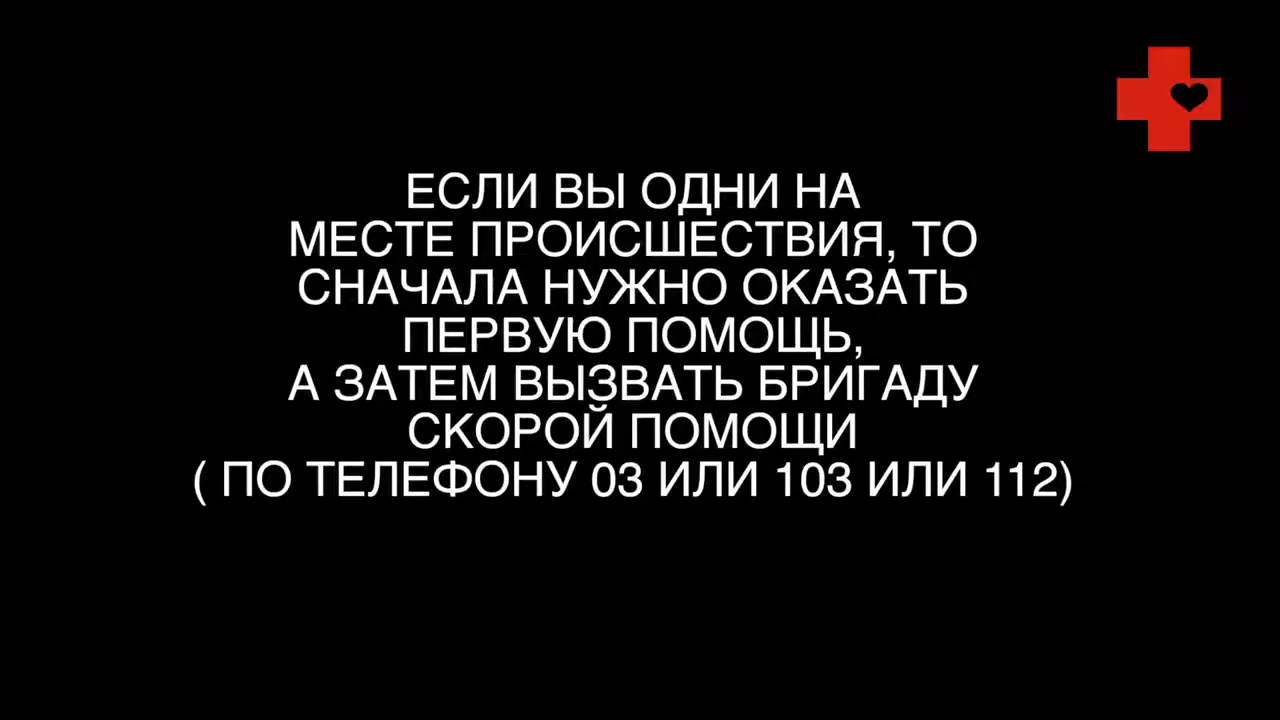 ЕСЛИ ВЫ ОДНИ НА
МЕСТЕ ПРОИСШЕСТВИЯ, ТО
СНАЧАЛА НУЖНО ОКАЗАТЬ
ПЕРВУЮ ПОМОЩЬ,
А ЗАТЕМ ВЫЗВАТЬ БРИГАДУ
СКОРОЙ ПОМОЩИ
( ПО ТЕЛЕФОНУ 03 ИЛИ 103 ИЛИ 112)